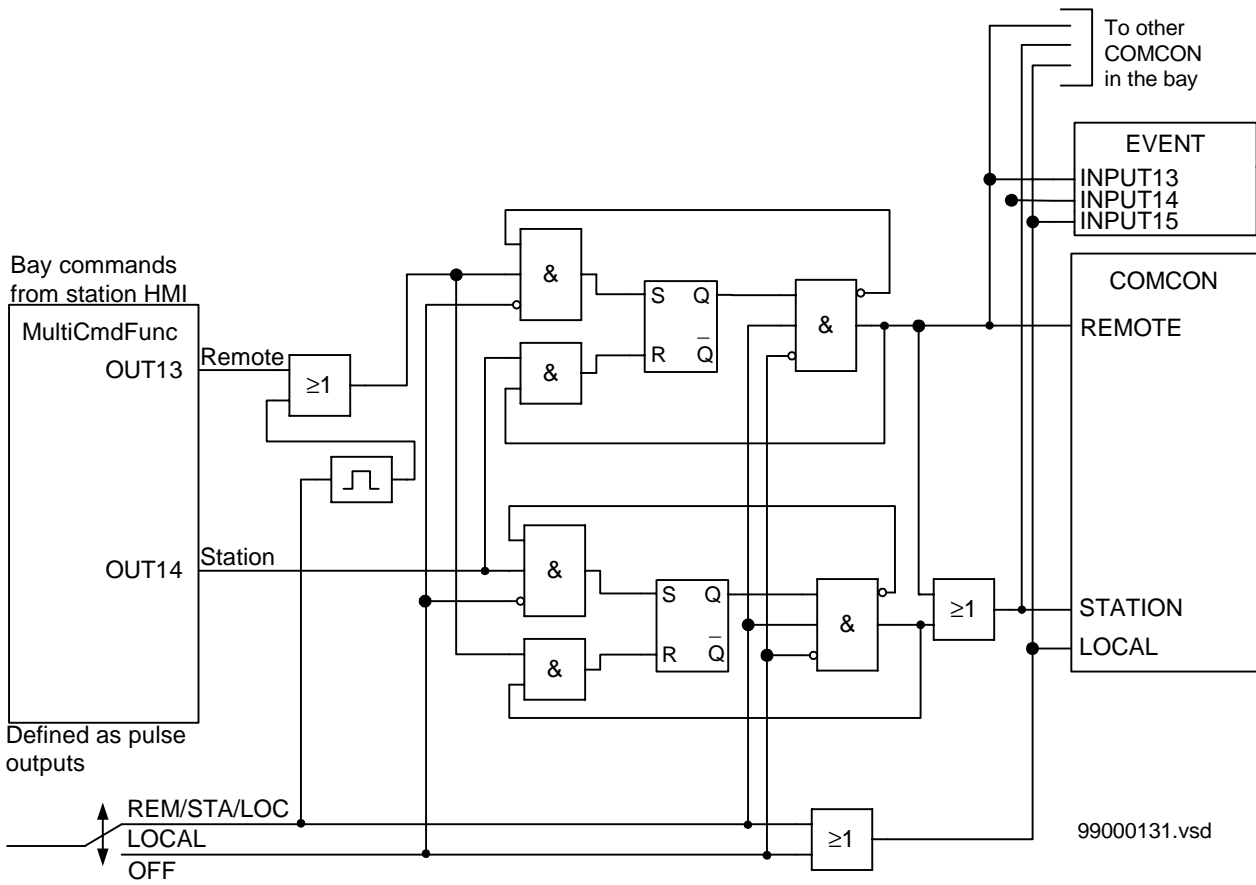 To other
COMCON
in the bay
EVENT
INPUT13
INPUT14
INPUT15
Bay commands
from station HMI
MultiCmdFunc
OUT13
Remote
≥1
&
S Q
R Q̅
&
&
COMCON
REMOTE
OUT14
Station
&
S Q
R Q̅
&
&
≥1
STATION
LOCAL
Defined as pulse
outputs
REM/STA/LOC
LOCAL
OFF
≥1
99000131.vsd